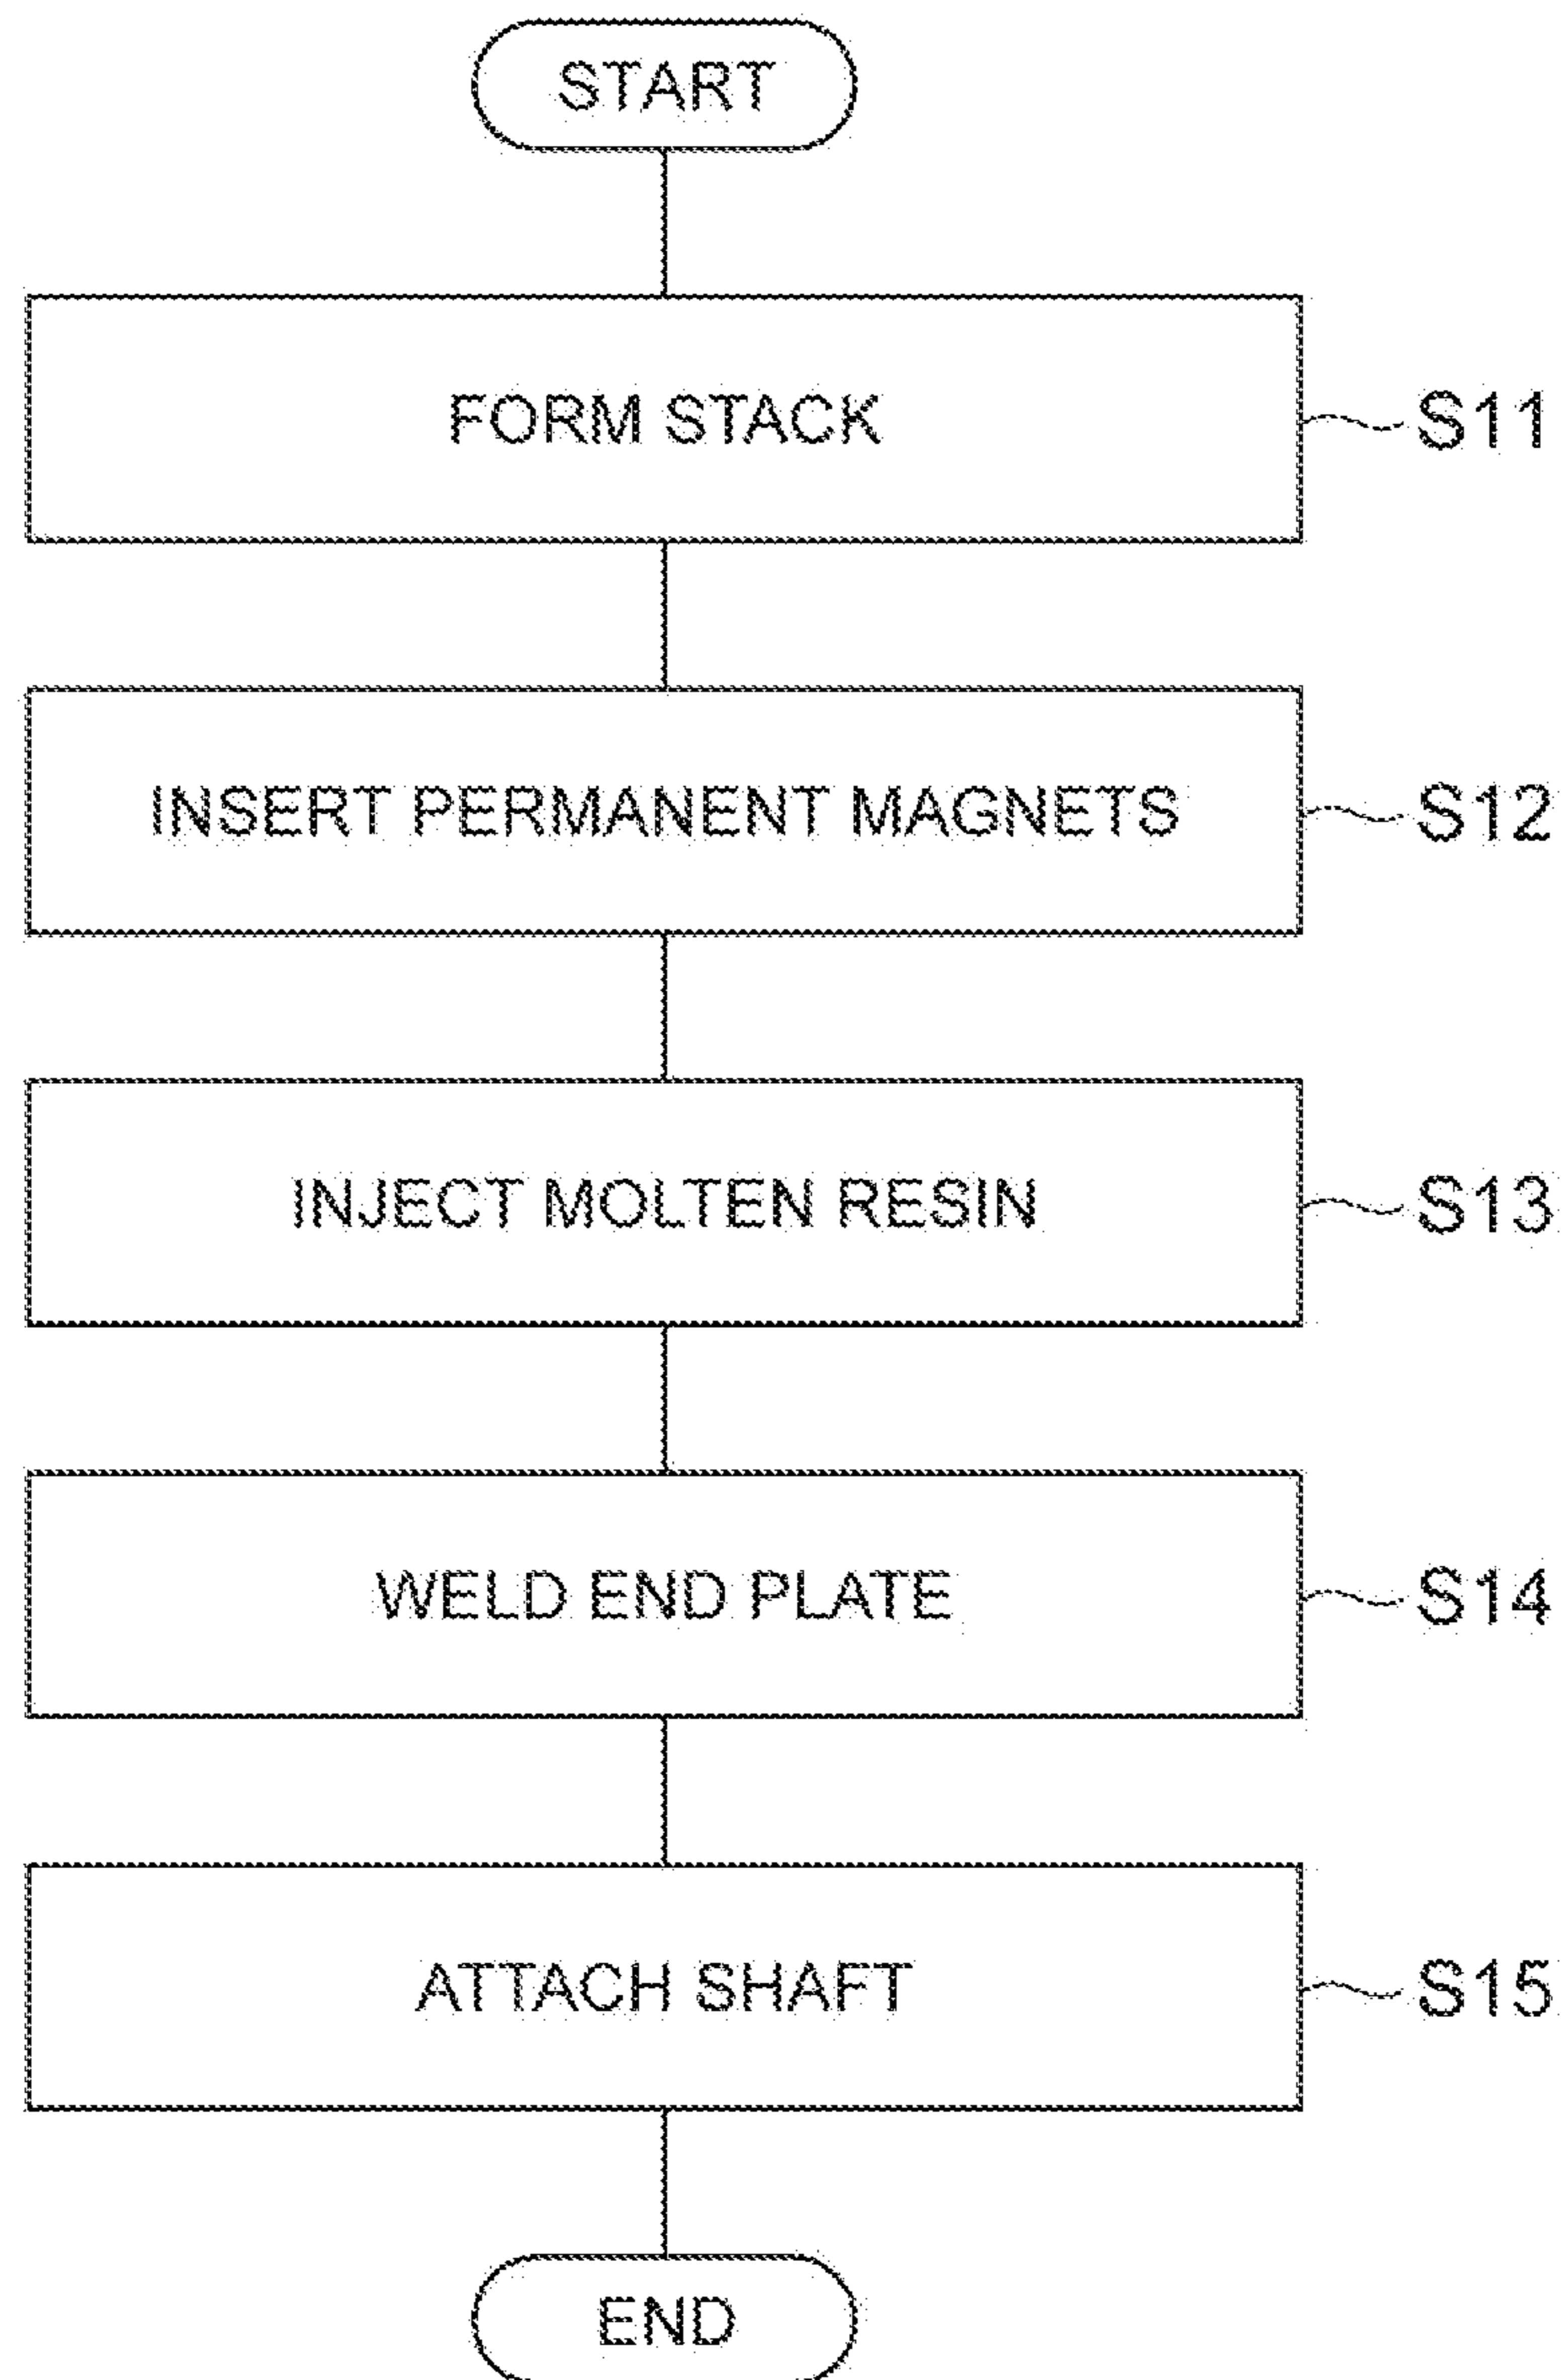 START
FORM STACK
S11
INSERT PERMANENT MAGNETS
S12
INJECT MOLTEN RESIN
S13
WELD END PLATE
S14
ATTACH SHAFT
S15
END